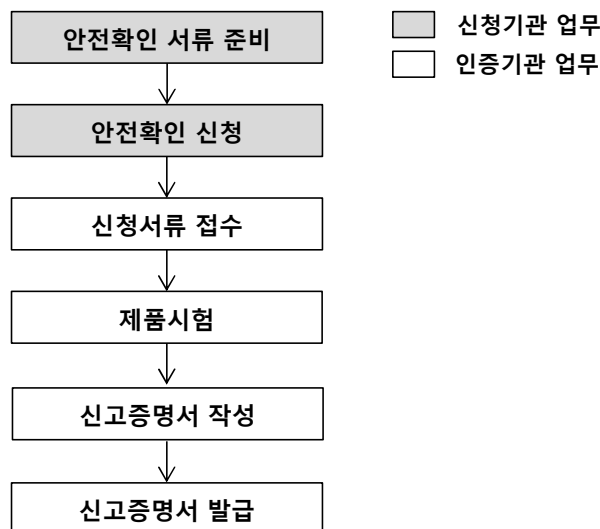 안전확인 서류 준비
신청기관 업무
인증기관 업무
안전확인 신청
신청서류 접수
제품시험
신고증명서 작성
신고증명서 발급